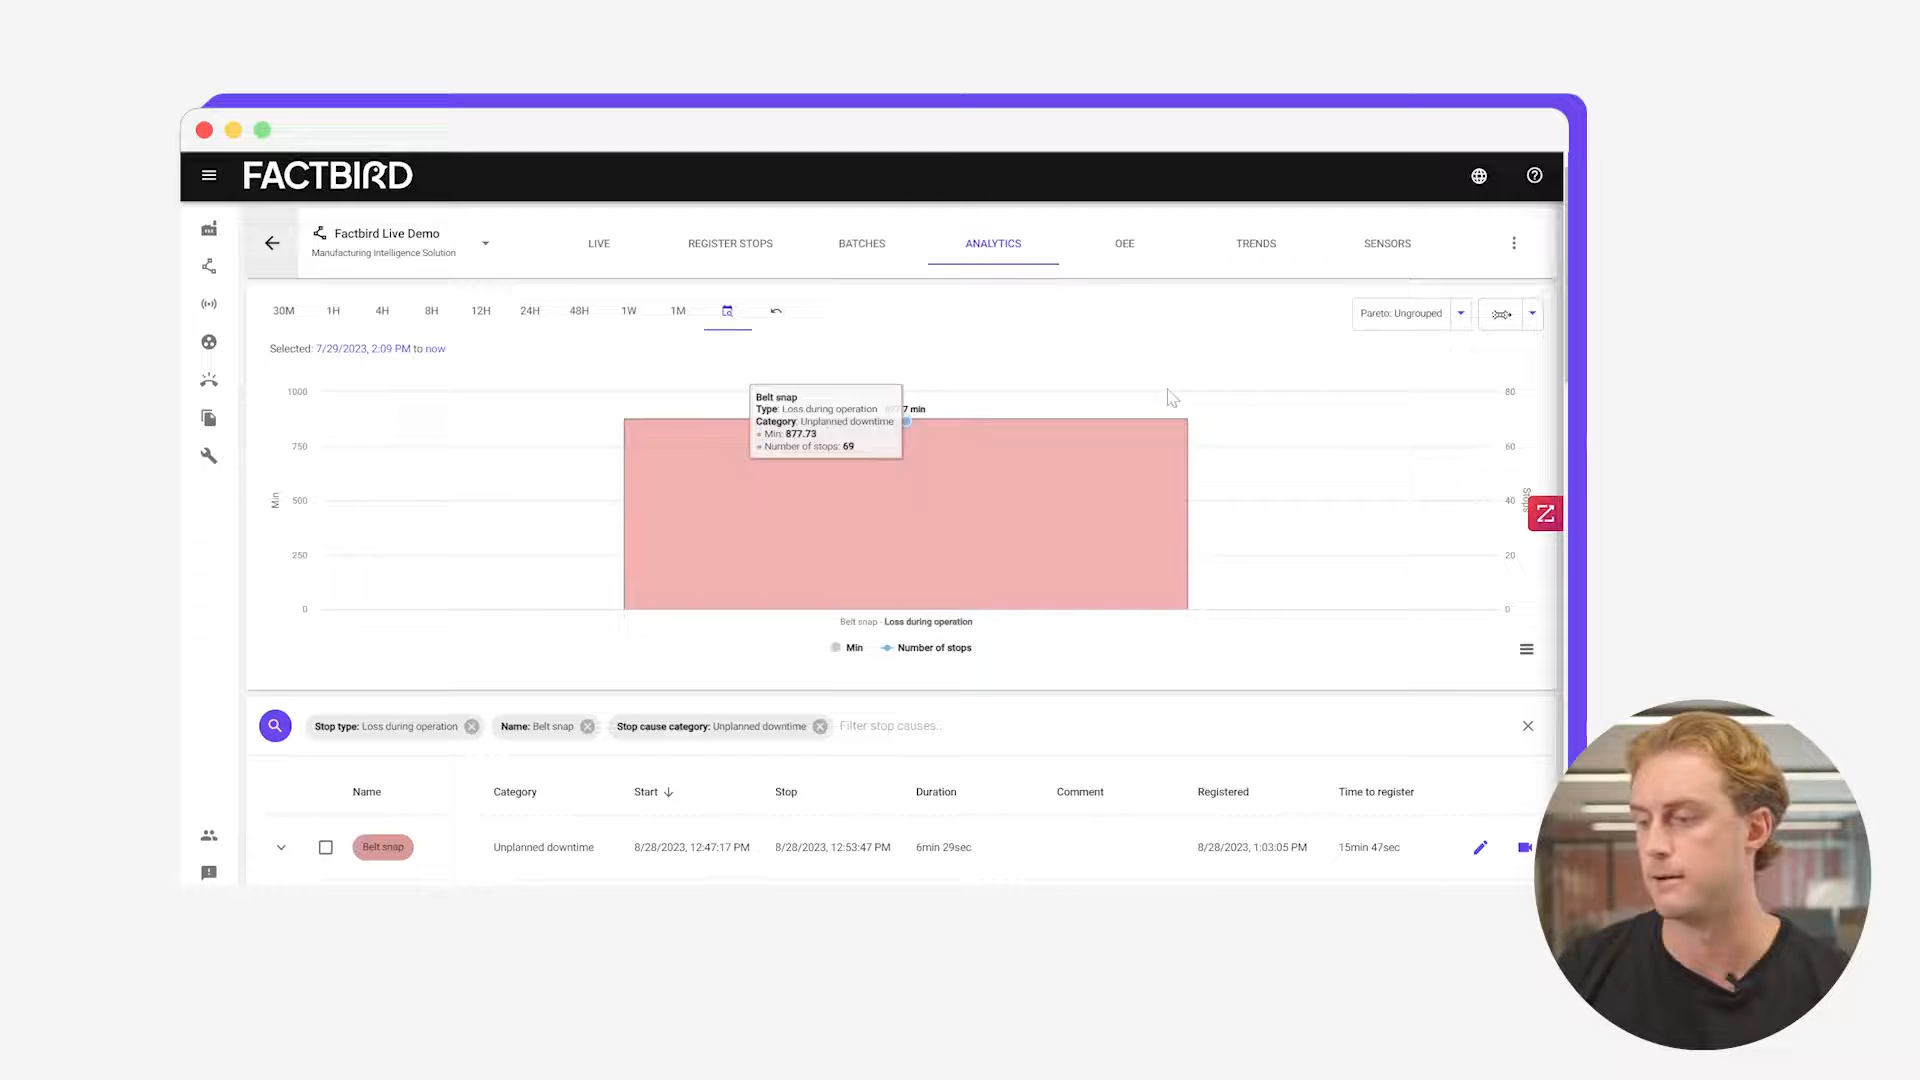 FACTBIRD
Factbird Live Demo
Manufacturing Intelligence Solution
LIVE
REGISTER STOPS
BATCHES
ANALYTICS
OEE
TRENDS
SENSORS
30M 1H 4H 8H 12H 24H 48H 1W 1M
Pareto: Ungrouped
Selected: 7/29/2023, 2:09 PM to now
1000
750
500
250
0
Min
80
60
40
20
0
Stops
Belt snap
Type: Loss during operation
Category: Unplanned downtime
Min: 877.73
Number of stops: 69
min
Belt snap - Loss during operation
Min Number of stops
Stop type: Loss during operation Name: Belt snap Stop cause category: Unplanned downtime Filter stop causes..
Name Category Start Stop Duration Comment Registered Time to register
Belt snap Unplanned downtime 8/28/2023, 12:47:17 PM 8/28/2023, 12:53:47 PM 6min 29sec 8/28/2023, 1:03:05 PM 15min 47sec